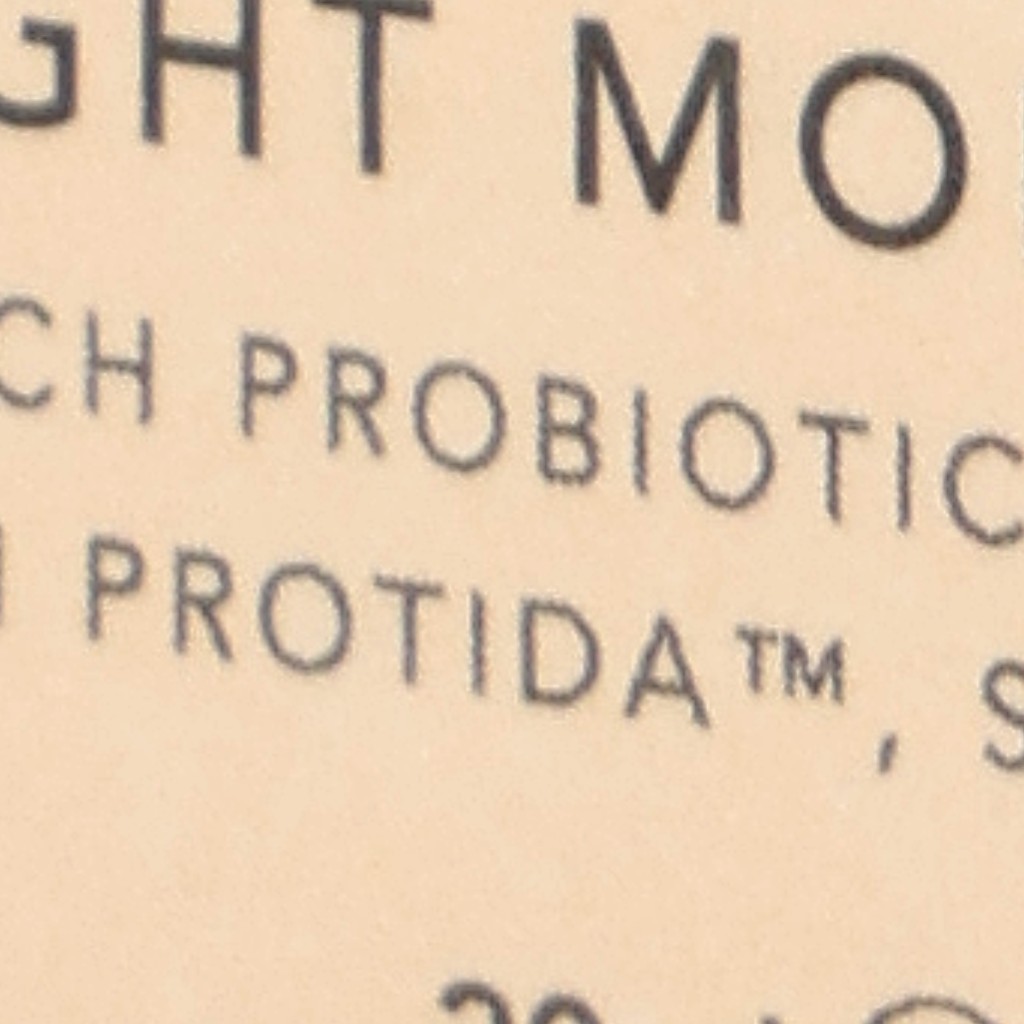 GHT MO
CH PROBIOTIC
PROTIDA™, S